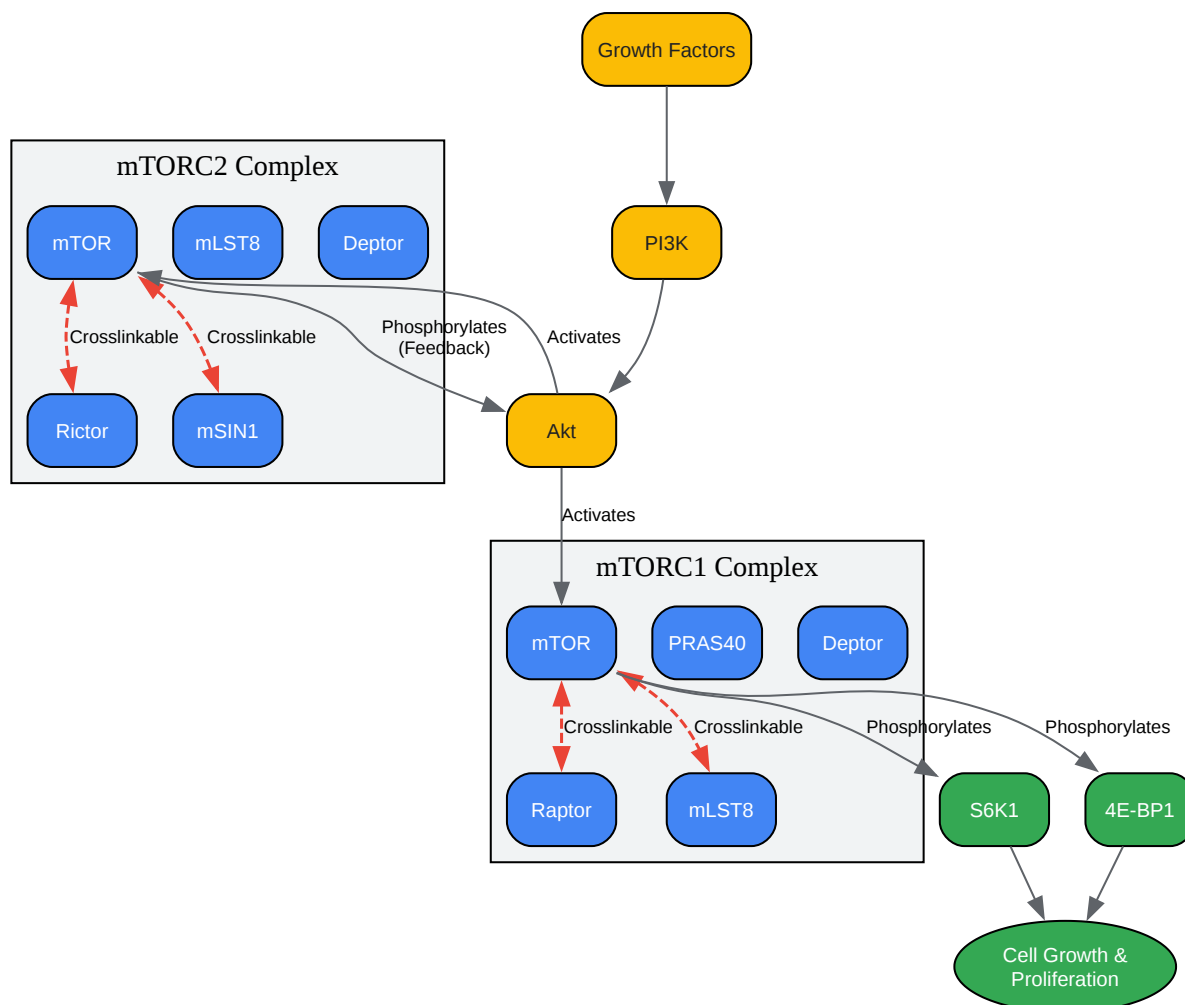 Growth Factors
mTORC2 Complex
mTOR
mLST8
Deptor
PI3K
Crosslinkable
Crosslinkable
Phosphorylates
(Feedback)
Activates
Rictor
mSIN1
Akt
Activates
mTORC1 Complex
mTOR
PRAS40
Deptor
Crosslinkable
Crosslinkable
Phosphorylates
Phosphorylates
Raptor
mLST8
S6K1
4E-BP1
Cell Growth &
Proliferation